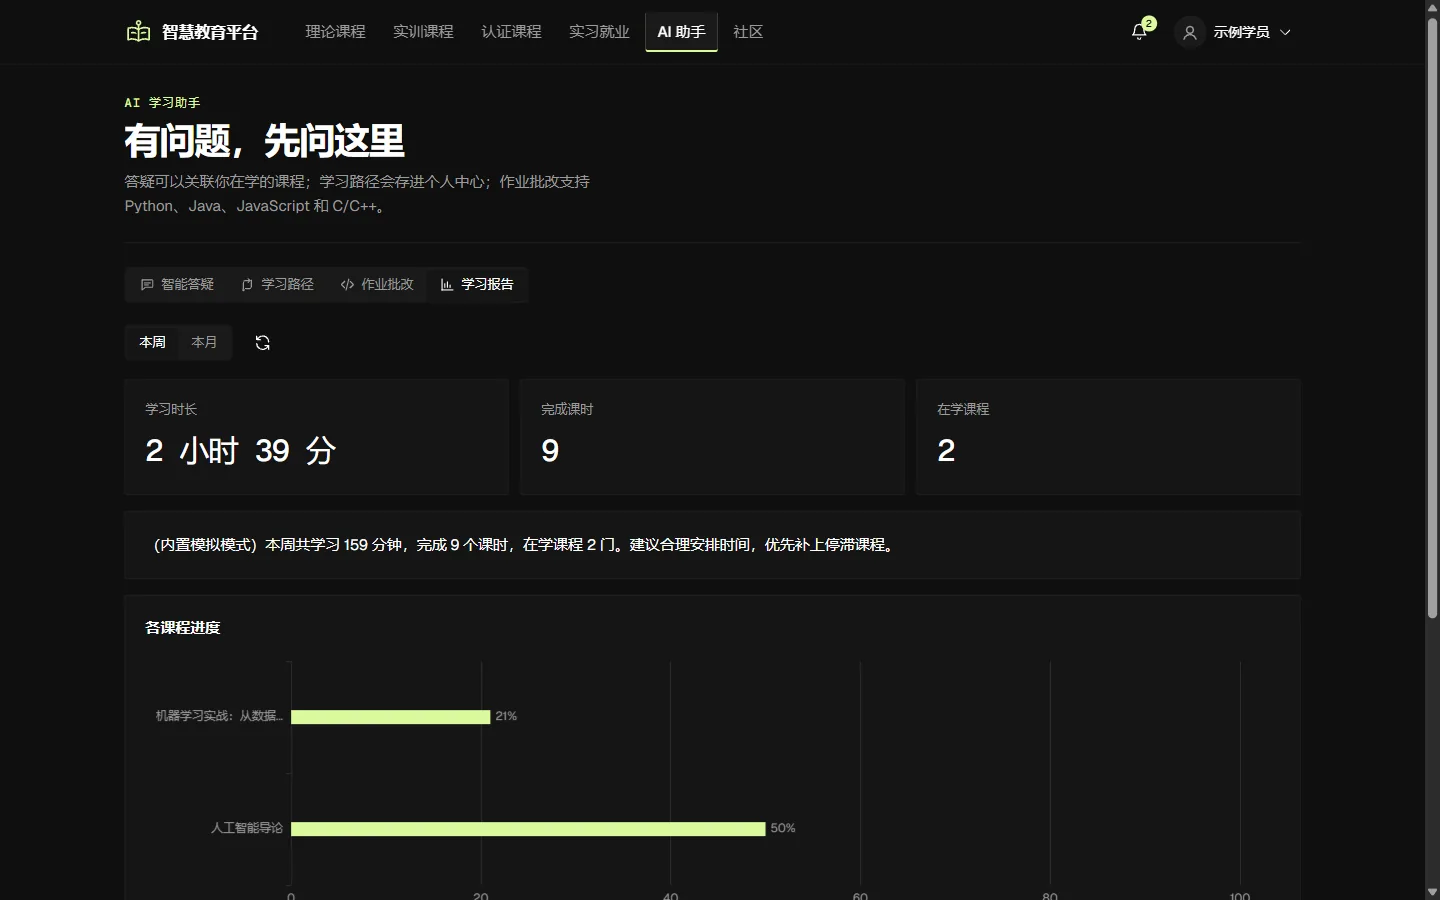 智慧教育平台
理论课程
实训课程
认证课程
实习就业
AI 助手
社区
2
示例学员
AI 学习助手
有问题，先问这里
答疑可以关联你在学的课程；学习路径会存进个人中心；作业批改支持
Python、Java、JavaScript 和 C/C++。
智能答疑
学习路径
作业批改
学习报告
本周
本月
学习时长
2 小时 39 分
完成课时
9
在学课程
2
（内置模拟模式）本周共学习 159 分钟，完成 9 个课时，在学课程 2 门。建议合理安排时间，优先补上停滞课程。
各课程进度
机器学习实战：从数据...
21%
人工智能导论
50%
0
20
40
60
80
100